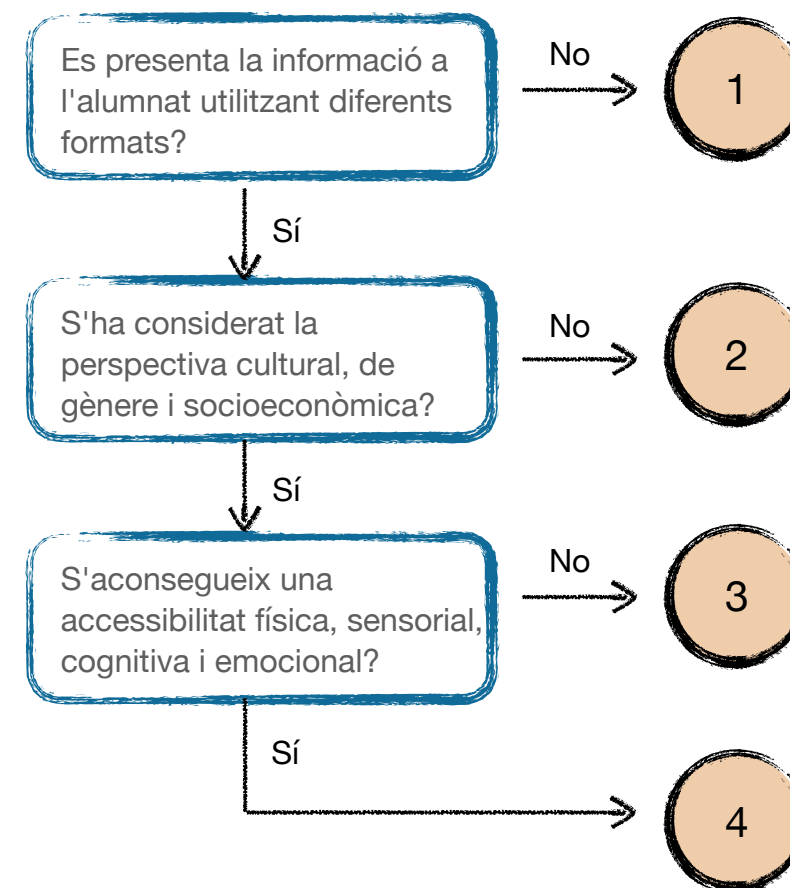 Es presenta la informació a
l'alumnat utilitzant diferents
formats?
No
1
Sí
S'ha considerat la
perspectiva cultural, de
gènere i socioeconòmica?
No
2
Sí
S'aconsegueix una
accessibilitat física, sensorial,
cognitiva i emocional?
No
3
Sí
4